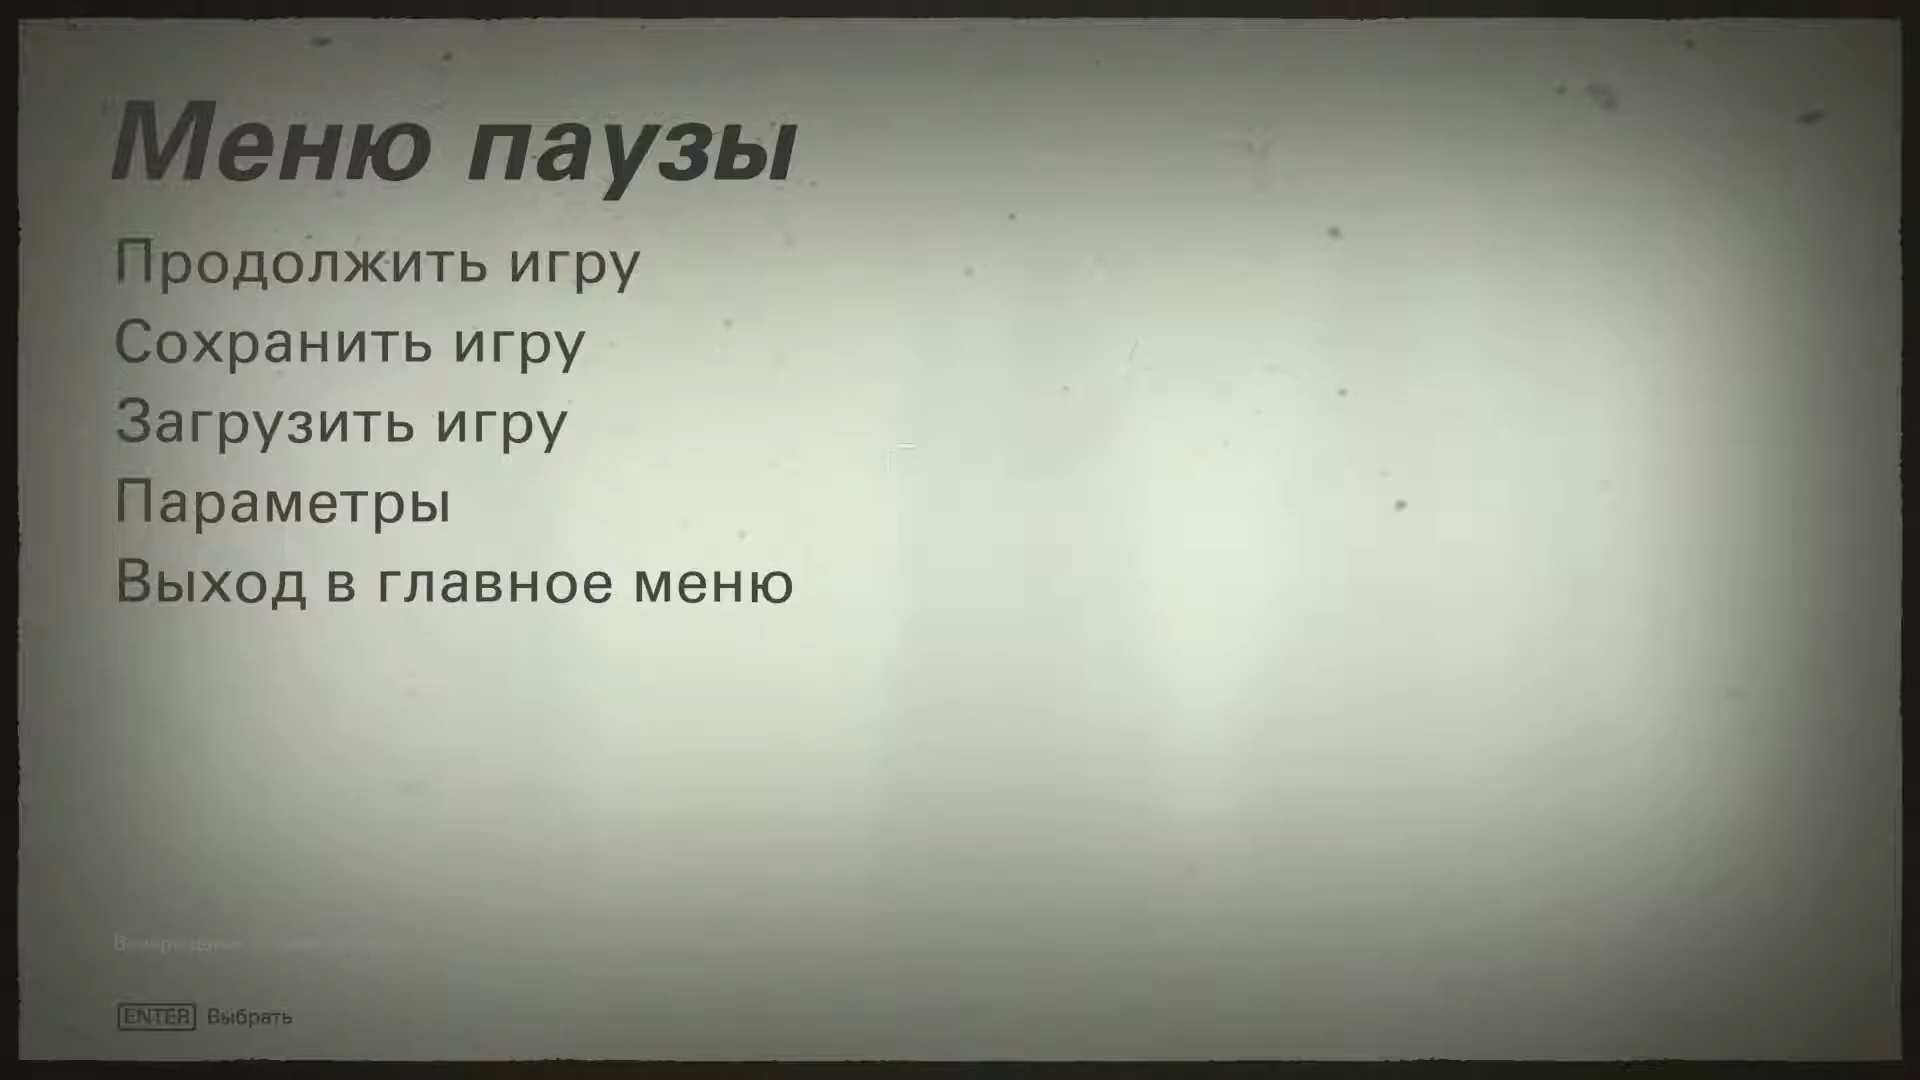 Меню паузы
Продолжить игру
Сохранить игру
Загрузить игру
Параметры
Выход в главное меню
ENTER Выбрать